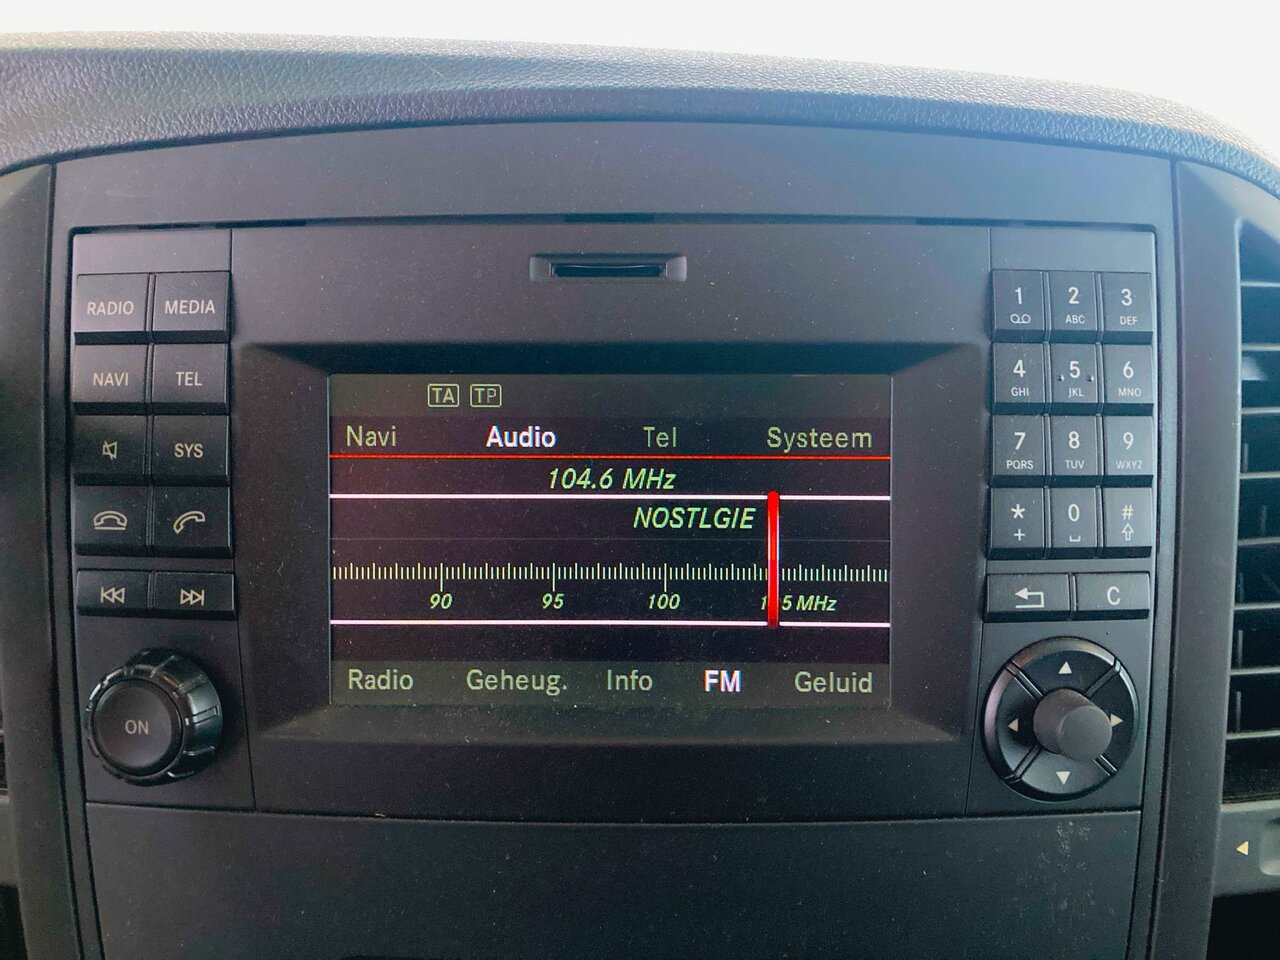 RADIO MEDIA
NAVI TEL
SYS
ON
TA TP
Navi Audio Tel Systeem
104.6 MHz
NOSTLGIE
90 95 100 1 5 MHz
Radio Geheug. Info FM Geluid
1 2 ABC 3 DEF
4 GHI 5 JKL 6 MNO
7 PQRS 8 TUV 9 WXYZ
* + 0 #
C